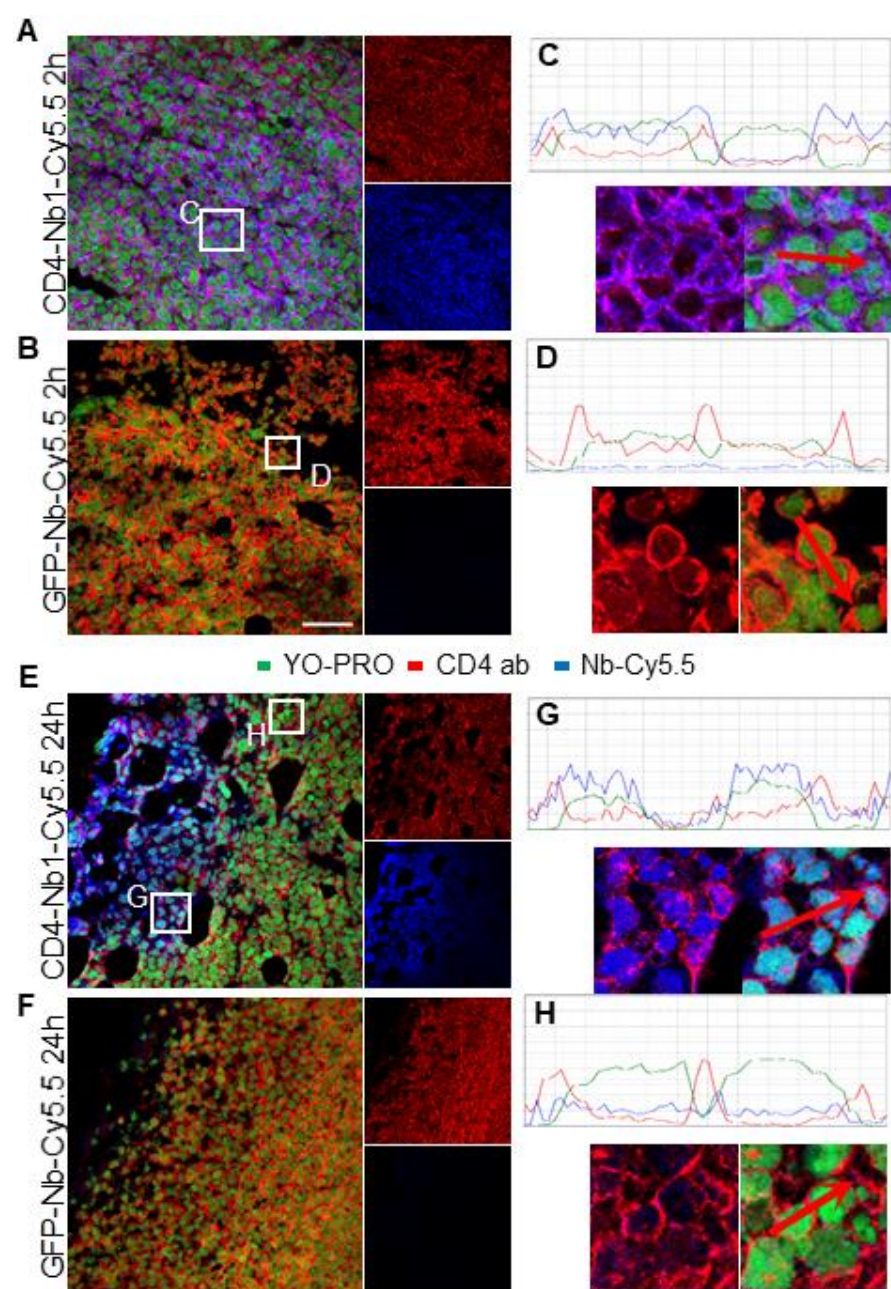 A
CD4-Nb1-Cy5.5 2h
C
C
B
GFP-Nb-Cy5.5 2h
D
D
YO-PRO CD4 ab Nb-Cy5.5
E
CD4-Nb1-Cy5.5 24h
H
G
G
F
GFP-Nb-Cy5.5 24h
H